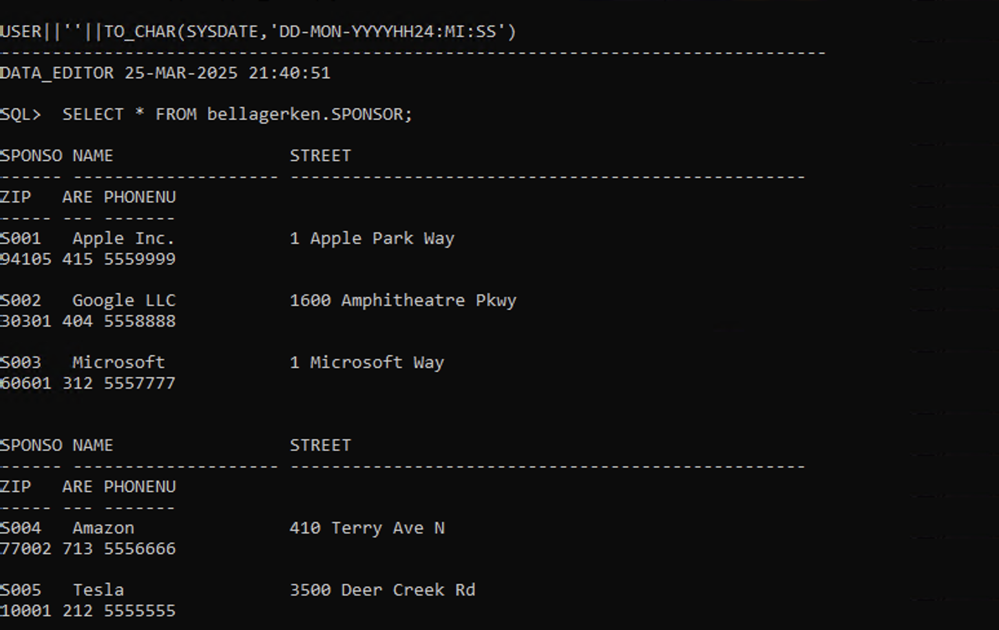 USER||''||TO_CHAR(SYSDATE,'DD-MON-YYYYHH24:MI:SS')
--------------------------------------------------------------------------------
DATA_EDITOR 25-MAR-2025 21:40:51
SQL>  SELECT * FROM bellagerken.SPONSOR;
SPONSO NAME                 STREET
------ -------------------- --------------------------------------------------
ZIP   ARE PHONENU
----- --- -------
S001   Apple Inc.           1 Apple Park Way
94105 415 5559999
S002   Google LLC           1600 Amphitheatre Pkwy
30301 404 5558888
S003   Microsoft            1 Microsoft Way
60601 312 5557777
SPONSO NAME                 STREET
------ -------------------- --------------------------------------------------
ZIP   ARE PHONENU
----- --- -------
S004   Amazon               410 Terry Ave N
77002 713 5556666
S005   Tesla                3500 Deer Creek Rd
10001 212 5555555